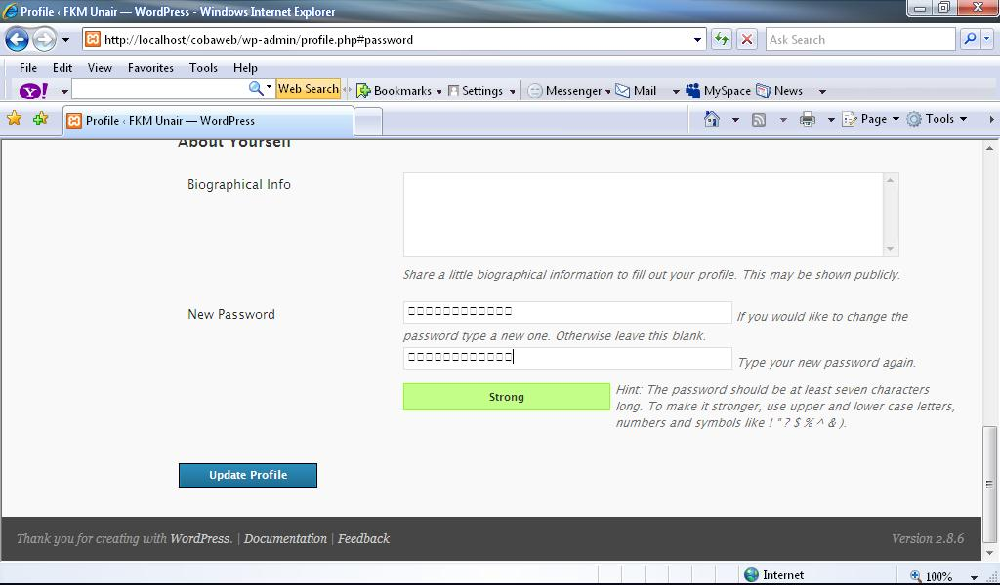 Profile ‹ FKM Unair — WordPress - Windows Internet Explorer
http://localhost/cobaweb/wp-admin/profile.php#password
Ask Search
File Edit View Favorites Tools Help
Y! Web Search Bookmarks Settings Messenger Mail MySpace News
Profile ‹ FKM Unair — WordPress
Page Tools
About Yourself
Biographical Info
Share a little biographical information to fill out your profile. This may be shown publicly.
New Password
If you would like to change the
password type a new one. Otherwise leave this blank.
Type your new password again.
Strong
Hint: The password should be at least seven characters
long. To make it stronger, use upper and lower case letters,
numbers and symbols like ! " ? $ % ^ & ).
Update Profile
Thank you for creating with WordPress. | Documentation | Feedback
Version 2.8.6
Internet
100%